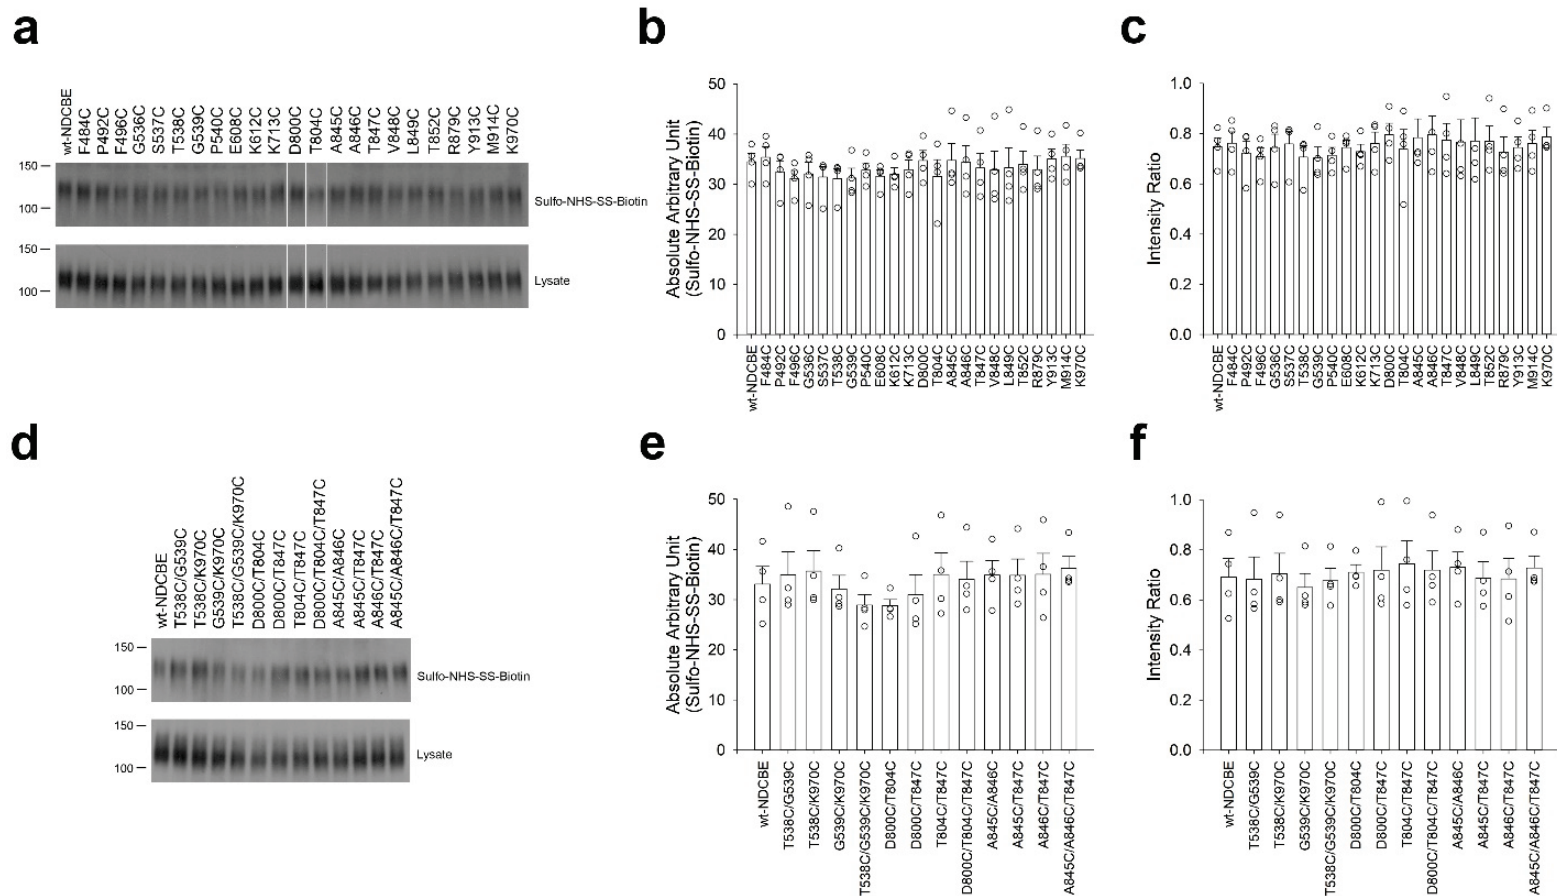 a
wt-NDCBE
F484C
P492C
F496C
G536C
S537C
T538C
G539C
P540C
E608C
K612C
K713C
D800C
T804C
A845C
A846C
T847C
V848C
L849C
T852C
R879C
Y913C
M914C
K970C
150
100
Sulfo-NHS-SS-Biotin
150
100
Lysate
b
Absolute Arbitrary Unit
(Sulfo-NHS-SS-Biotin)
50
40
30
20
10
0
wt-NDCBE
F484C
P492C
F496C
G536C
S537C
T538C
G539C
P540C
E608C
K612C
K713C
D800C
T804C
A845C
A846C
T847C
V848C
L849C
T852C
R879C
Y913C
M914C
K970C
c
Intensity Ratio
1.0
0.8
0.6
0.4
0.2
0.0
wt-NDCBE
F484C
P492C
F496C
G536C
S537C
T538C
G539C
P540C
E608C
K612C
K713C
D800C
T804C
A845C
A846C
T847C
V848C
L849C
T852C
R879C
Y913C
M914C
K970C
d
wt-NDCBE
T538C/G539C
T538C/K970C
G539C/K970C
T538C/G539C/K970C
D800C/T804C
D800C/T847C
T804C/T847C
D800C/T804C/T847C
A845C/A846C
A845C/T847C
A846C/T847C
A845C/A846C/T847C
150
100
Sulfo-NHS-SS-Biotin
150
100
Lysate
e
Absolute Arbitrary Unit
(Sulfo-NHS-SS-Biotin)
50
40
30
20
10
0
wt-NDCBE
T538C/G539C
T538C/K970C
G539C/K970C
T538C/G539C/K970C
D800C/T804C
D800C/T847C
T804C/T847C
D800C/T804C/T847C
A845C/A846C
A845C/T847C
A846C/T847C
A845C/A846C/T847C
f
Intensity Ratio
1.0
0.8
0.6
0.4
0.2
0.0
wt-NDCBE
T538C/G539C
T538C/K970C
G539C/K970C
T538C/G539C/K970C
D800C/T804C
D800C/T847C
T804C/T847C
D800C/T804C/T847C
A845C/A846C
A845C/T847C
A846C/T847C
A845C/A846C/T847C